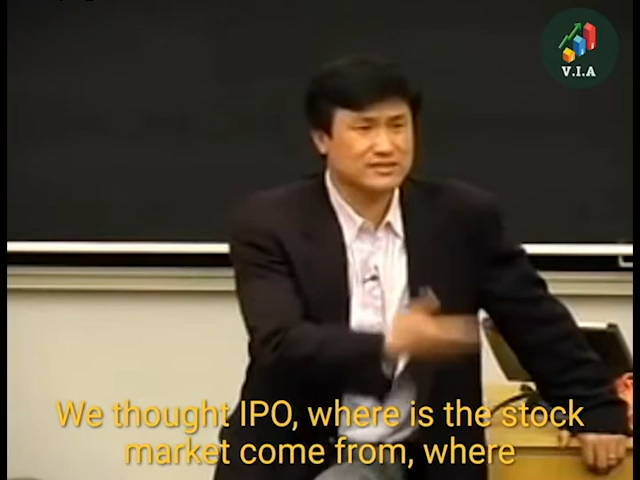 V.I.A
We thought IPO, where is the stock
market come from, where